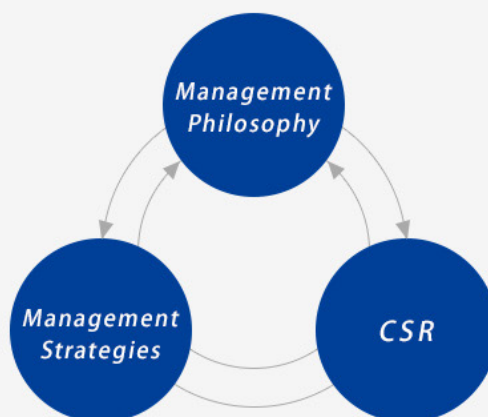 Management
Philosophy
Management
Strategies
CSR